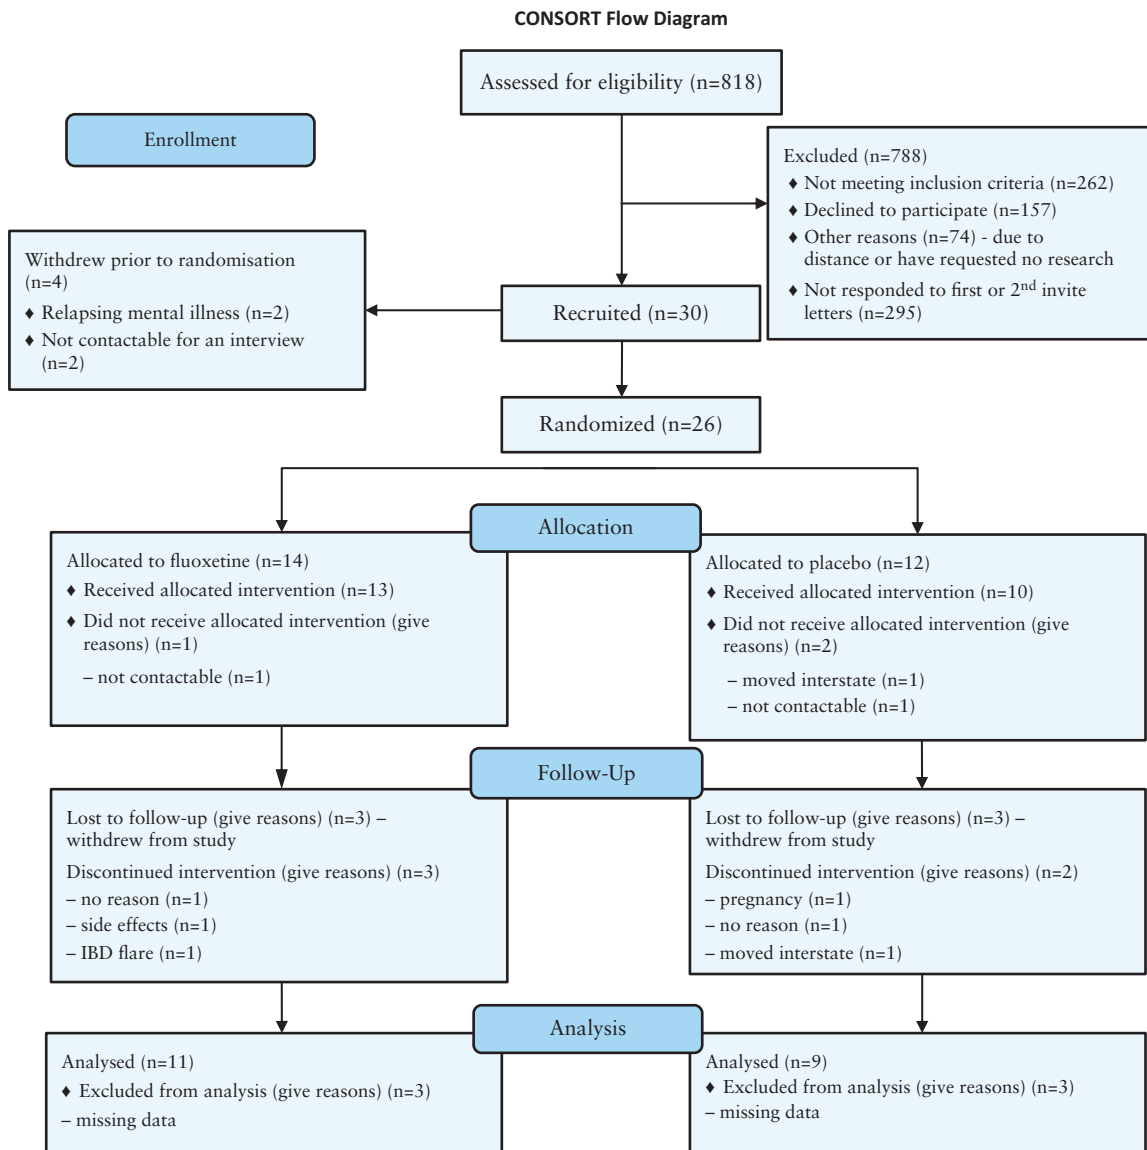 CONSORT Flow Diagram
Assessed for eligibility (n=818)
Enrollment
Excluded (n=788)
♦ Not meeting inclusion criteria (n=262)
♦ Declined to participate (n=157)
♦ Other reasons (n=74) - due to
distance or have requested no research
♦ Not responded to first or 2nd invite
letters (n=295)
Withdrew prior to randomisation
(n=4)
♦ Relapsing mental illness (n=2)
♦ Not contactable for an interview
(n=2)
Recruited (n=30)
Randomized (n=26)
Allocation
Allocated to fluoxetine (n=14)
♦ Received allocated intervention (n=13)
♦ Did not receive allocated intervention (give
reasons) (n=1)
– not contactable (n=1)
Allocated to placebo (n=12)
♦ Received allocated intervention (n=10)
♦ Did not receive allocated intervention (give
reasons) (n=2)
– moved interstate (n=1)
– not contactable (n=1)
Follow-Up
Lost to follow-up (give reasons) (n=3) –
withdrew from study
Discontinued intervention (give reasons) (n=3)
– no reason (n=1)
– side effects (n=1)
– IBD flare (n=1)
Lost to follow-up (give reasons) (n=3) –
withdrew from study
Discontinued intervention (give reasons) (n=2)
– pregnancy (n=1)
– no reason (n=1)
– moved interstate (n=1)
Analysis
Analysed (n=11)
♦ Excluded from analysis (give reasons) (n=3)
– missing data
Analysed (n=9)
♦ Excluded from analysis (give reasons) (n=3)
– missing data